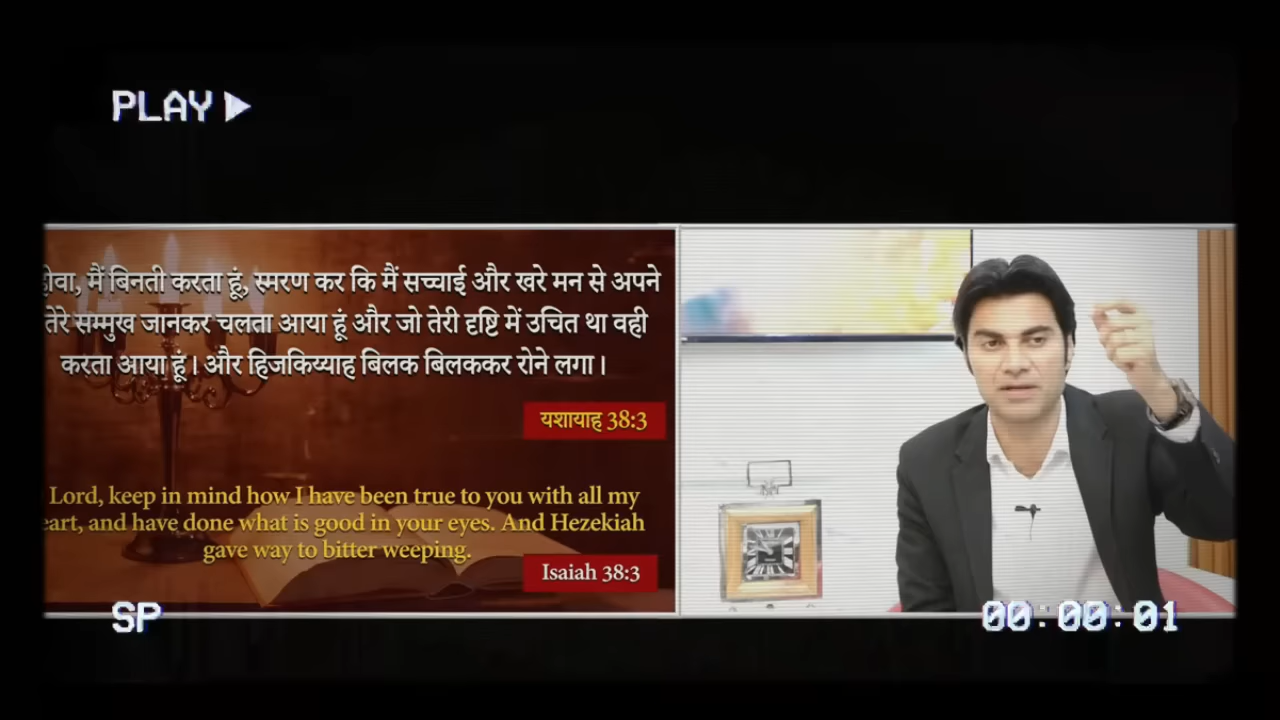 PLAY
मैं बिनती करता हूं, स्मरण कर कि मैं सच्चाई और खरे मन से अपने
तेरे सम्मुख जानकर चलता आया हूं और जो तेरी दृष्टि में उचित था वही
करता आया हूं। और हिजकिय्याह बिलक बिलककर रोने लगा।
यशायाह 38:3
Lord, keep in mind how I have been true to you with all my
and have done what is good in your eyes. And Hezekiah
gave way to bitter weeping.
Isaiah 38:3
SP
00:00:01